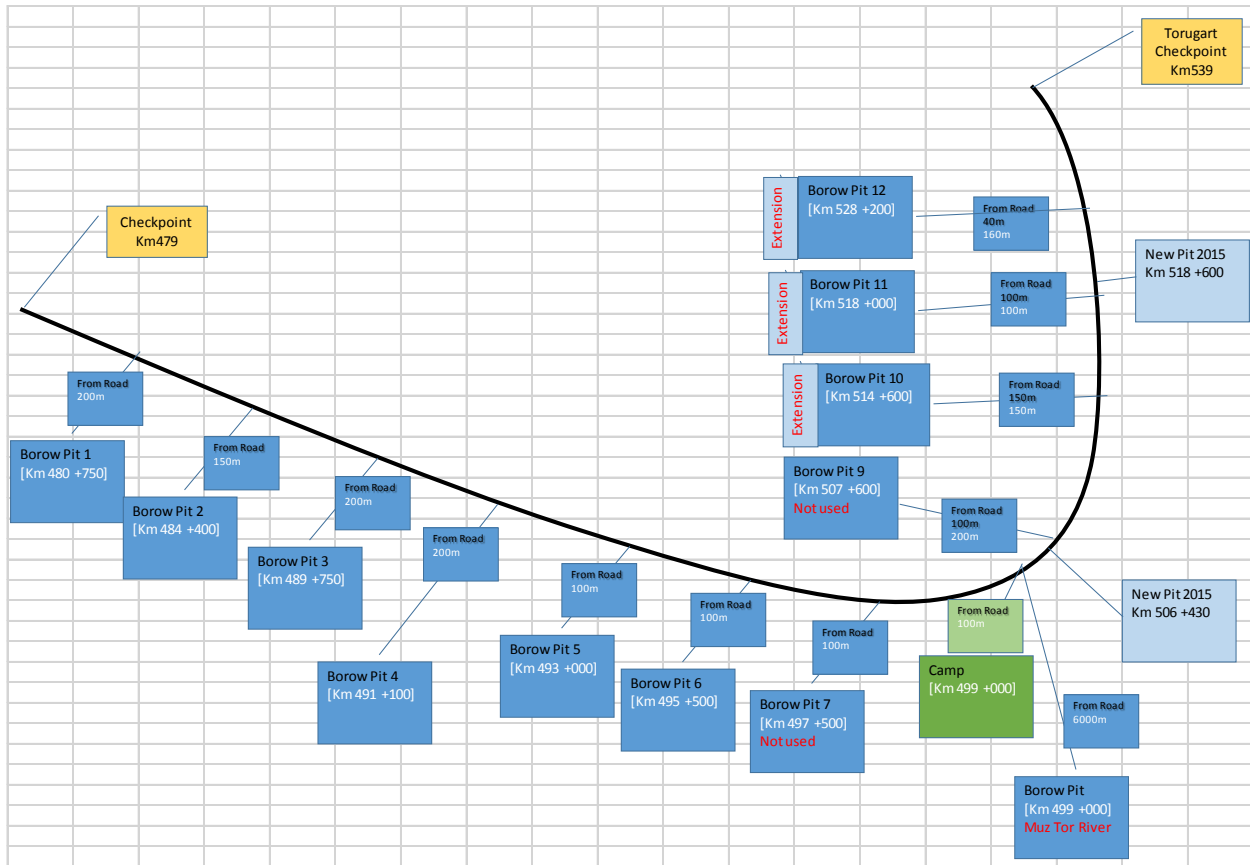 Torugart
Checkpoint
Km539
Checkpoint
Km479
Extension
Borow Pit 12
[Km 528 +200]
From Road
40m
160m
New Pit 2015
Km 518 +600
Extension
Borow Pit 11
[Km 518 +000]
From Road
100m
100m
Extension
Borow Pit 10
[Km 514 +600]
From Road
150m
150m
Borow Pit 9
[Km 507 +600]
Not used
From Road
100m
200m
New Pit 2015
Km 506 +430
From Road
200m
Borow Pit 1
[Km 480 +750]
From Road
150m
Borow Pit 2
[Km 484 +400]
From Road
200m
Borow Pit 3
[Km 489 +750]
From Road
200m
Borow Pit 4
[Km 491 +100]
From Road
100m
Borow Pit 5
[Km 493 +000]
From Road
100m
Borow Pit 6
[Km 495 +500]
From Road
100m
Borow Pit 7
[Km 497 +500]
Not used
From Road
100m
Camp
[Km 499 +000]
From Road
6000m
Borow Pit
[Km 499 +000]
Muz Tor River